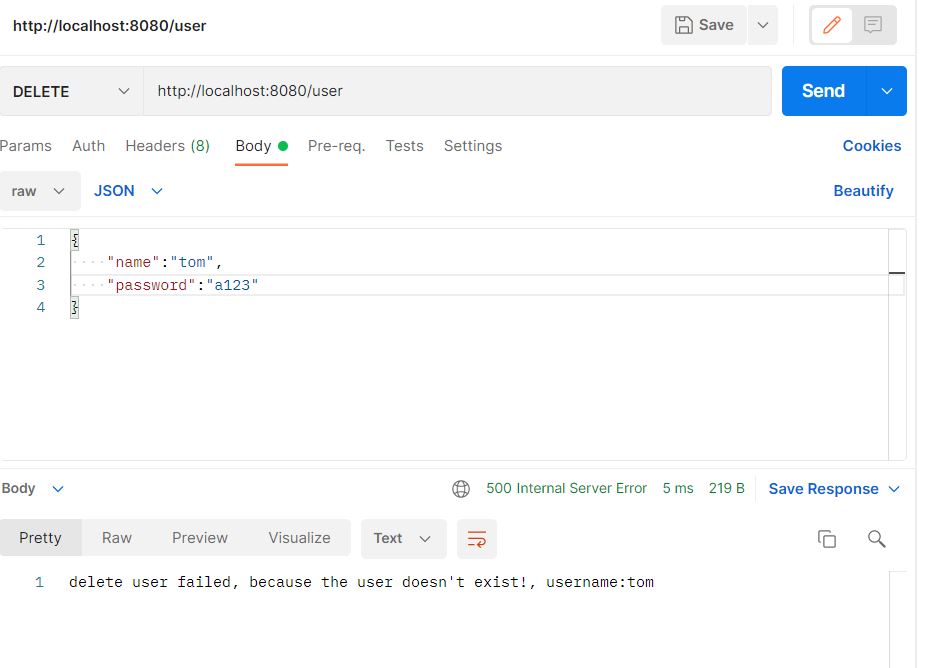 http://localhost:8080/user Save
DELETE http://localhost:8080/user Send
Params Auth Headers (8) Body Pre-req. Tests Settings Cookies
raw JSON Beautify
1 {
2 "name":"tom",
3 "password":"a123"
4 }
Body 500 Internal Server Error 5 ms 219 B Save Response
Pretty Raw Preview Visualize Text
1 delete user failed, because the user doesn't exist!, username:tom